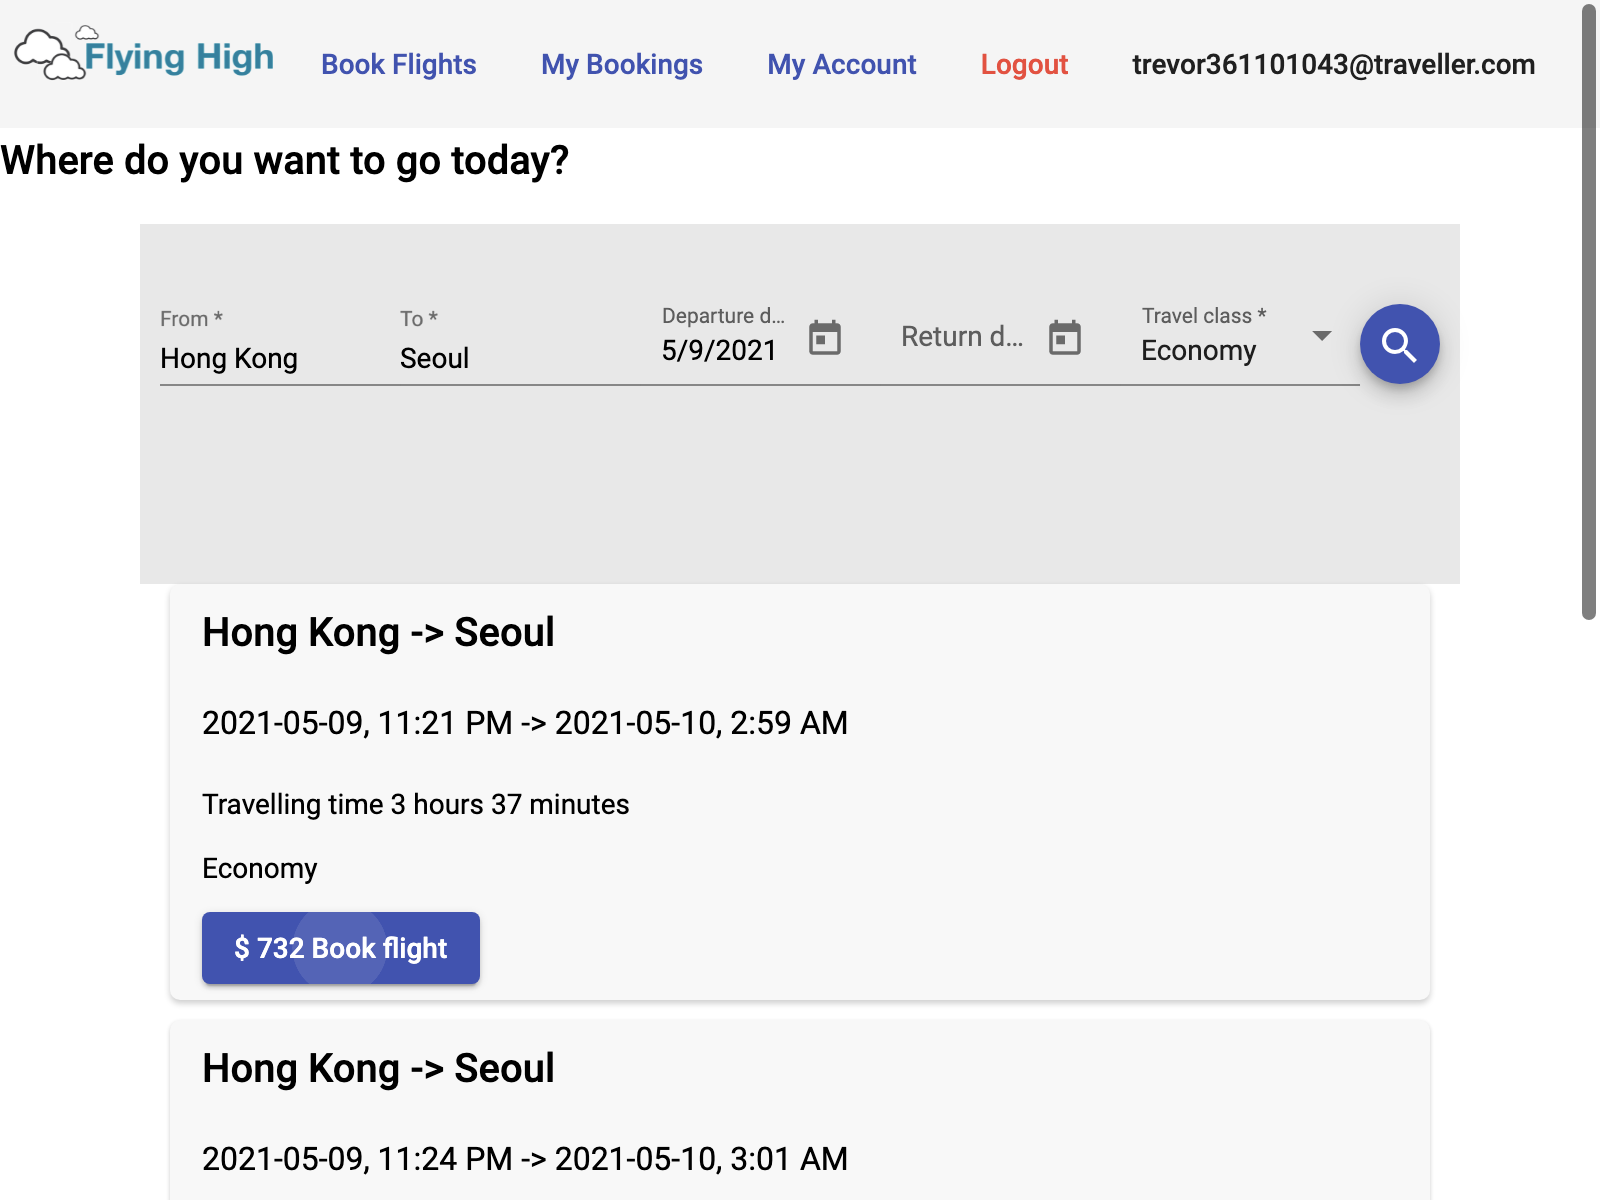 Flying High
Book Flights
My Bookings
My Account
Logout
trevor361101043@traveller.com
Where do you want to go today?
From *
Hong Kong
To *
Seoul
Departure d...
5/9/2021
Return d...
Travel class *
Economy
Hong Kong -> Seoul
2021-05-09, 11:21 PM -> 2021-05-10, 2:59 AM
Travelling time 3 hours 37 minutes
Economy
$ 732 Book flight
Hong Kong -> Seoul
2021-05-09, 11:24 PM -> 2021-05-10, 3:01 AM